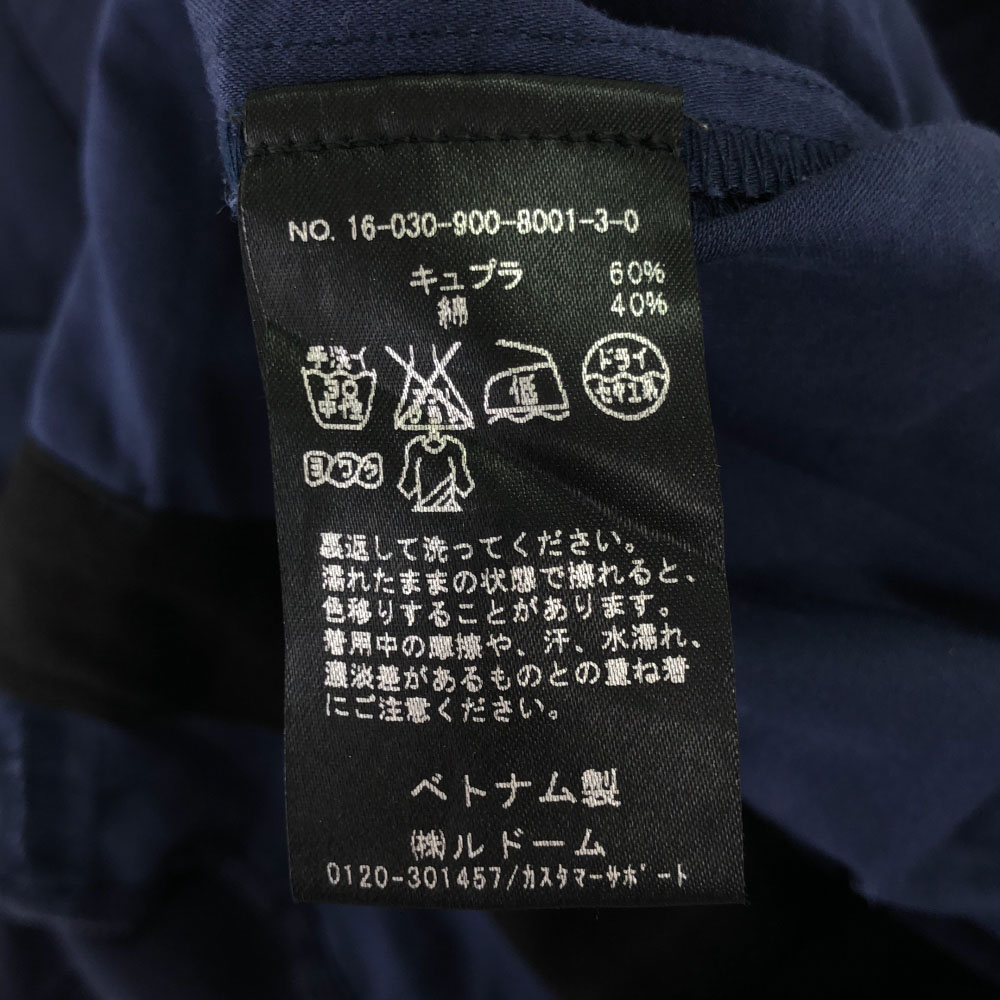 NO. 16-030-900-8001-3-0
キュプラ 60%
綿 40%
手洗イ
30
中性
低
ドライ
セキユ系
ヨワク
裏返して洗ってください。
濡れたままの状態で擦れると、
色移りすることがあります。
着用中の摩擦や、汗、水濡れ、
濃淡差があるものとの重ね着
にご注意ください。
ベトナム製
㈱ルドーム
0120-301457/カスタマーサポート